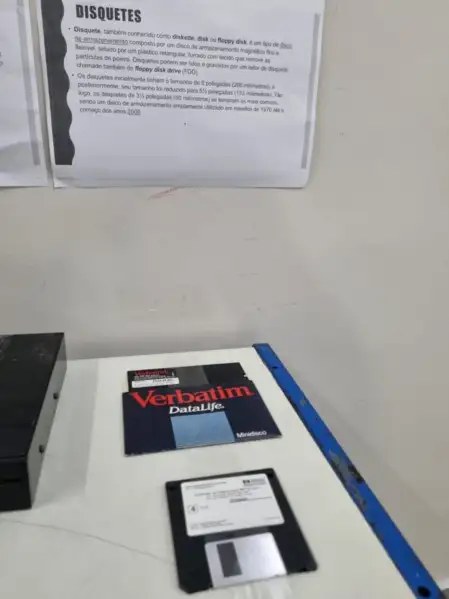 DISQUETES
• Disquete, também conhecido como diskette, disk ou floppy disk, é um tipo de disco
de armazenamento composto por um disco de armazenamento magnético fino e
flexível, selado por um plástico retangular, forrado com tecido que remove as
partículas de poeira. Disquetes podem ser lidos e gravados por um leitor de disquete
chamado também de floppy disk drive (FDD).
• Os disquetes inicialmente tinham o tamanho de 8 polegadas (200 milímetros), e
posteriormente, seu tamanho foi reduzido para 5¼ polegadas (133 milímetros). Tão
logo, os disquetes de 3½ polegadas (90 milímetros) se tornaram os mais comuns,
sendo um disco de armazenamento amplamente utilizado em meados de 1970 até o
começo dos anos 2000
Verbatim
Verbatim
DataLife.
Minidisco